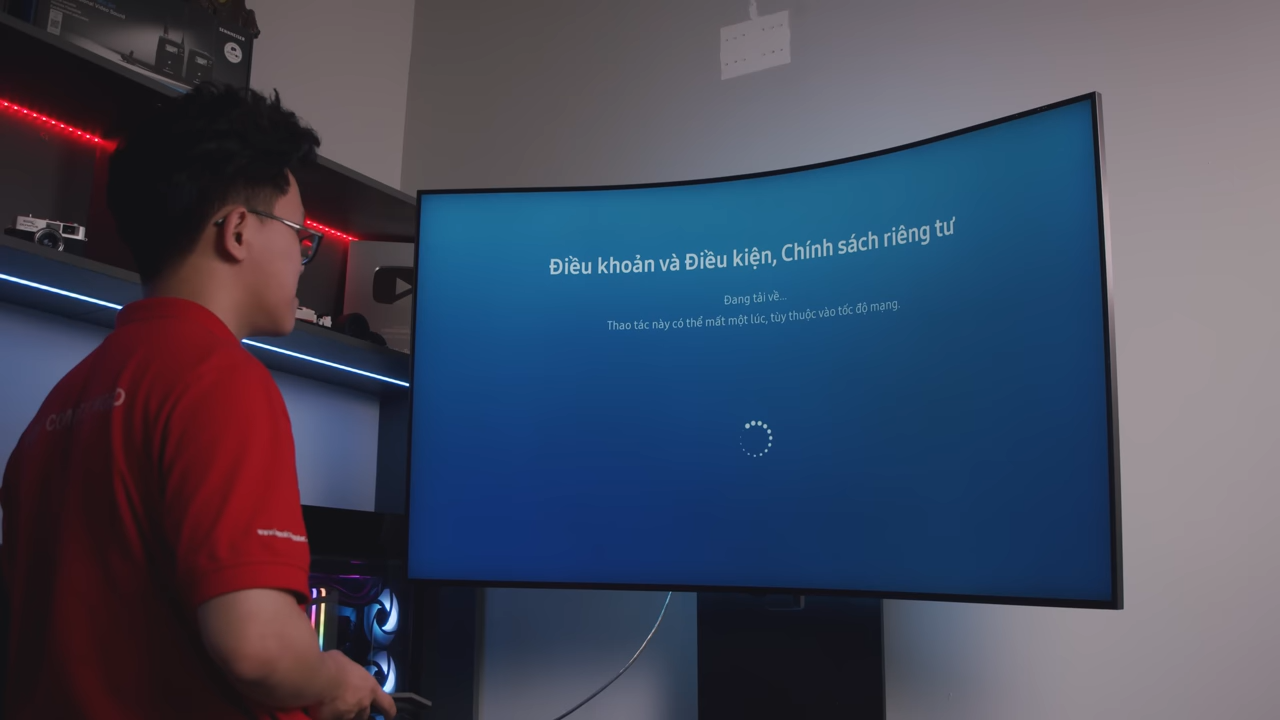 Điều khoản và Điều kiện, Chính sách riêng tư
Đang tải về...
Thao tác này có thể mất một lúc, tùy thuộc vào tốc độ mạng.